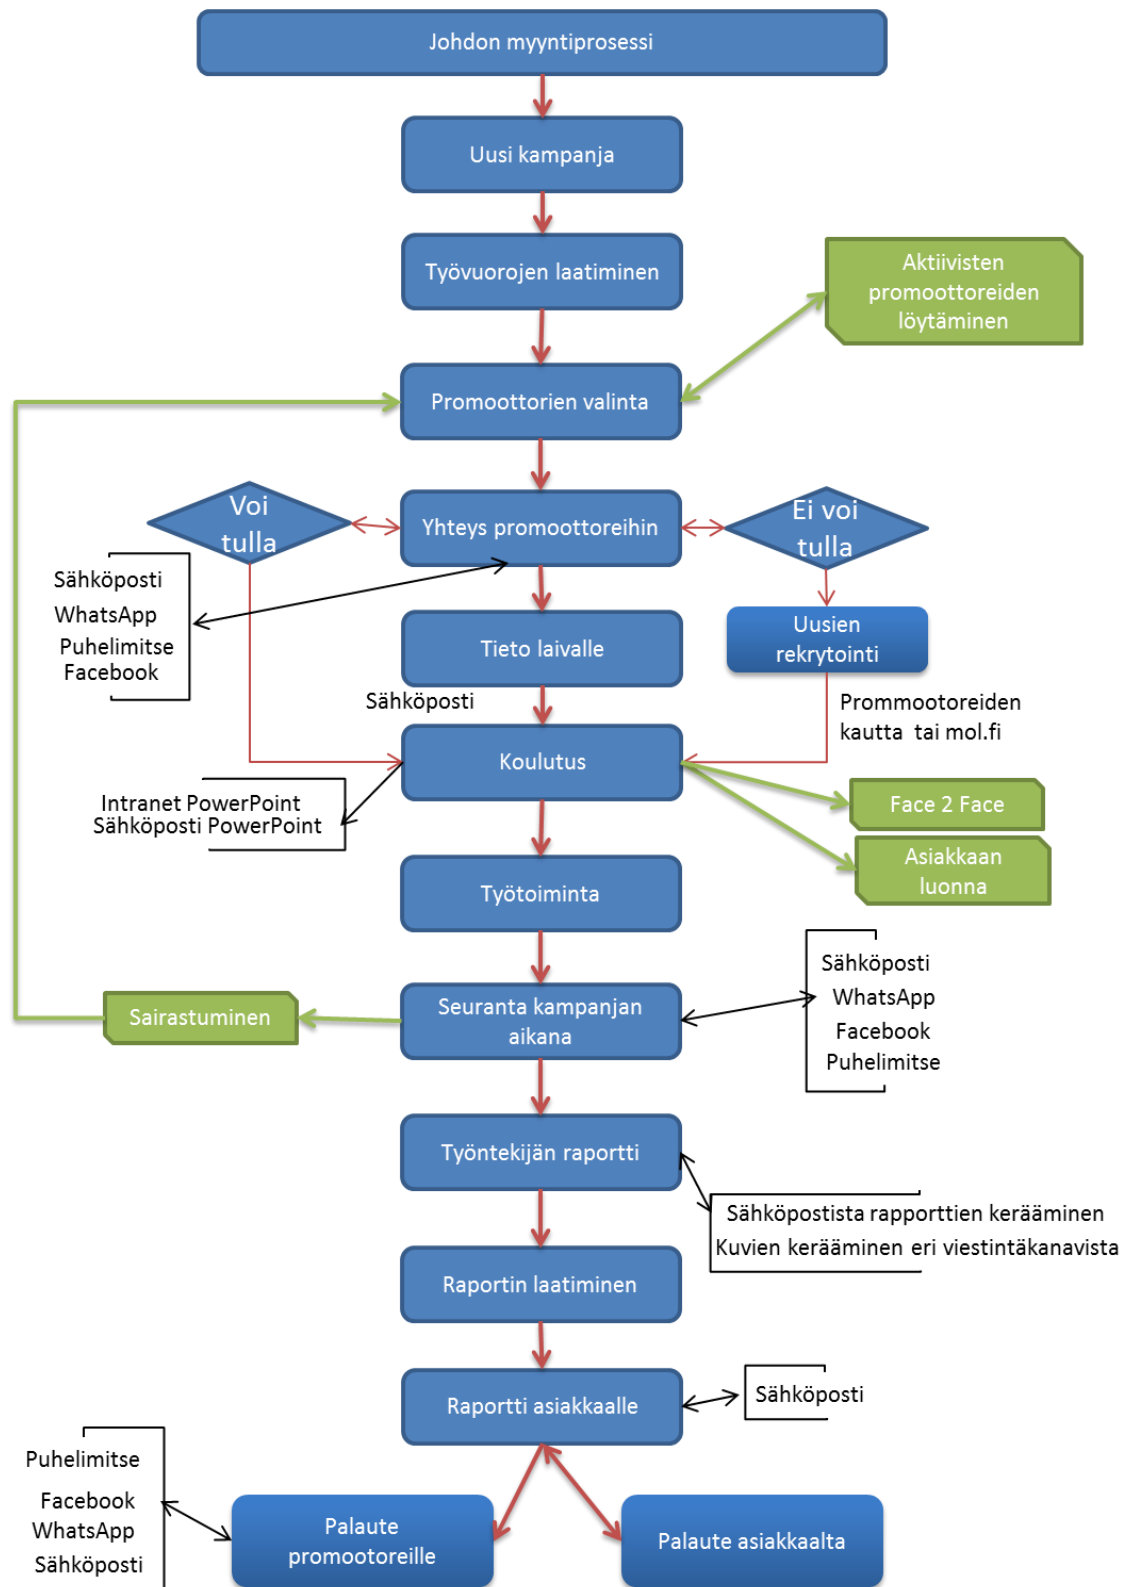 Johdon myyntiprosessi
Uusi kampanja
Työvuorojen laatiminen
Aktiivisten
promoottoreiden
löytäminen
Promoottorien valinta
Voi
tulla
Yhteys promoottoreihin
Ei voi
tulla
Sähköposti
WhatsApp
Puhelimitse
Facebook
Tieto laivalle
Uusien
rekrytointi
Sähköposti
Prommootoreiden
kautta tai mol.fi
Koulutus
Intranet PowerPoint
Sähköposti PowerPoint
Face 2 Face
Asiakkaan
luonna
Työtoiminta
Sähköposti
WhatsApp
Facebook
Puhelimitse
Seuranta kampanjan
aikana
Sairastuminen
Työntekijän raportti
Sähköpostista rapporttien kerääminen
Kuvien kerääminen eri viestintäkanavista
Raportin laatiminen
Raportti asiakkaalle
Sähköposti
Puhelimitse
Facebook
WhatsApp
Sähköposti
Palaute
promootoreille
Palaute asiakkaalta